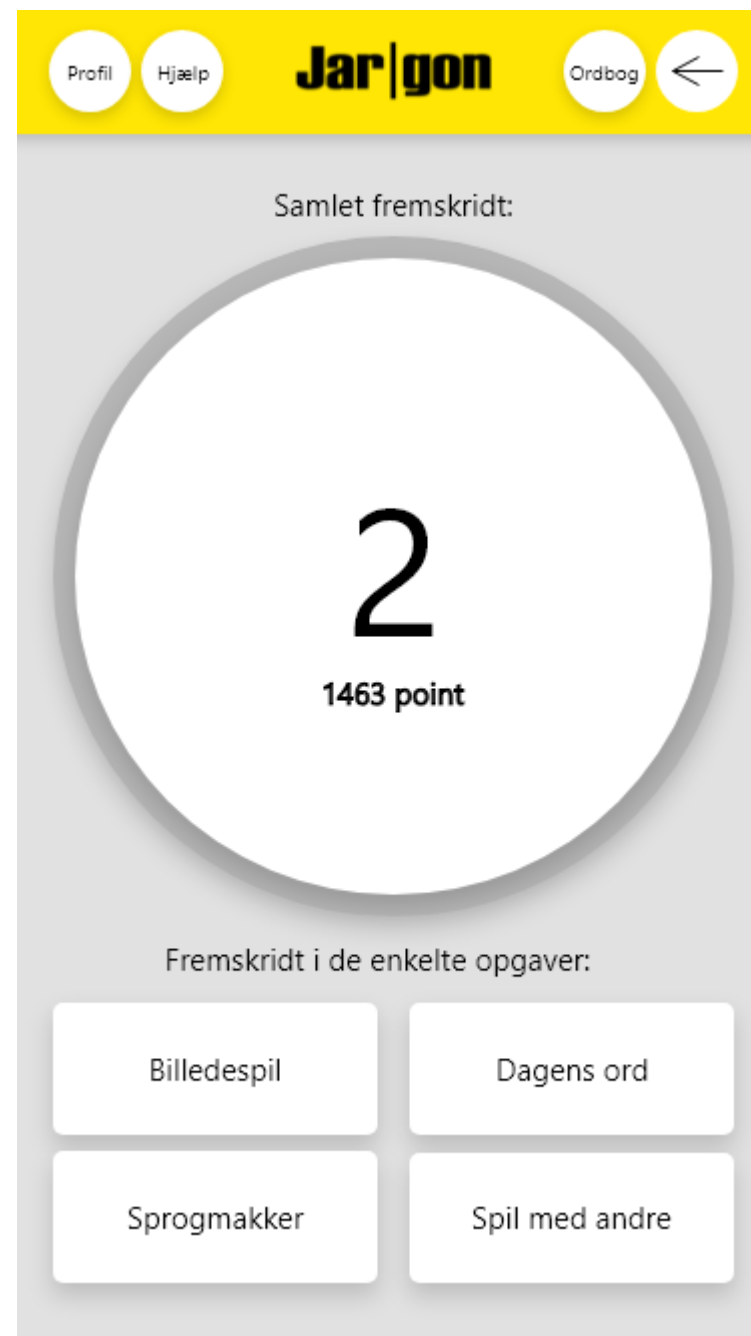 Profil Hjælp Jar|gon Ordbog
Samlet fremskridt:
2
1463 point
Fremskridt i de enkelte opgaver:
Billedespil Dagens ord
Sprogmakker Spil med andre